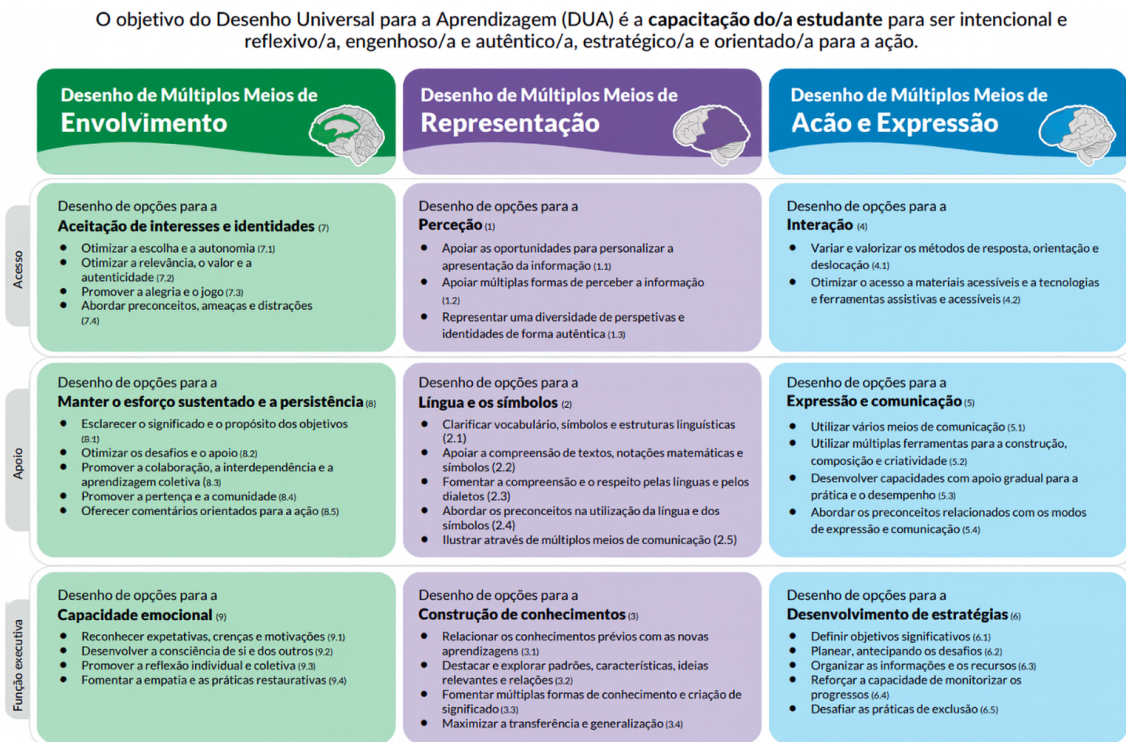 O objetivo do Desenho Universal para a Aprendizagem (DUA) é a capacitação do/a estudante para ser intencional e
reflexivo/a, engenhoso/a e autêntico/a, estratégico/a e orientado/a para a ação.
Desenho de Múltiplos Meios de
Envolvimento
Desenho de Múltiplos Meios de
Representação
Desenho de Múltiplos Meios de
Acão e Expressão
Acesso
Desenho de opções para a
Aceitação de interesses e identidades (7)
● Otimizar a escolha e a autonomia (7.1)
● Otimizar a relevância, o valor e a
autenticidade (7.2)
● Promover a alegria e o jogo (7.3)
● Abordar preconceitos, ameaças e distrações
(7.4)
Desenho de opções para a
Perceção (1)
● Apoiar as oportunidades para personalizar a
apresentação da informação (1.1)
● Apoiar múltiplas formas de perceber a informação
(1.2)
● Representar uma diversidade de perspetivas e
identidades de forma autêntica (1.3)
Desenho de opções para a
Interação (4)
● Variar e valorizar os métodos de resposta, orientação e
deslocação (4.1)
● Otimizar o acesso a materiais acessíveis e a tecnologias
e ferramentas assistivas e acessíveis (4.2)
Apoio
Desenho de opções para a
Manter o esforço sustentado e a persistência (8)
● Esclarecer o significado e o propósito dos objetivos
(8.1)
● Otimizar os desafios e o apoio (8.2)
● Promover a colaboração, a interdependência e a
aprendizagem coletiva (8.3)
● Promover a pertença e a comunidade (8.4)
● Oferecer comentários orientados para a ação (8.5)
Desenho de opções para a
Língua e os símbolos (2)
● Clarificar vocabulário, símbolos e estruturas linguísticas
(2.1)
● Apoiar a compreensão de textos, notações matemáticas e
símbolos (2.2)
● Fomentar a compreensão e o respeito pelas línguas e pelos
dialetos (2.3)
● Abordar os preconceitos na utilização da língua e dos
símbolos (2.4)
● Ilustrar através de múltiplos meios de comunicação (2.5)
Desenho de opções para a
Expressão e comunicação (5)
● Utilizar vários meios de comunicação (5.1)
● Utilizar múltiplas ferramentas para a construção,
composição e criatividade (5.2)
● Desenvolver capacidades com apoio gradual para a
prática e o desempenho (5.3)
● Abordar os preconceitos relacionados com os modos
de expressão e comunicação (5.4)
Função executiva
Desenho de opções para a
Capacidade emocional (9)
● Reconhecer expetativas, crenças e motivações (9.1)
● Desenvolver a consciência de si e dos outros (9.2)
● Promover a reflexão individual e coletiva (9.3)
● Fomentar a empatia e as práticas restaurativas (9.4)
Desenho de opções para a
Construção de conhecimentos (3)
● Relacionar os conhecimentos prévios com as novas
aprendizagens (3.1)
● Destacar e explorar padrões, características, ideias
relevantes e relações (3.2)
● Fomentar múltiplas formas de conhecimento e criação de
significado (3.3)
● Maximizar a transferência e generalização (3.4)
Desenho de opções para a
Desenvolvimento de estratégias (6)
● Definir objetivos significativos (6.1)
● Planear, antecipando os desafios (6.2)
● Organizar as informações e os recursos (6.3)
● Reforçar a capacidade de monitorizar os
progressos (6.4)
● Desafiar as práticas de exclusão (6.5)